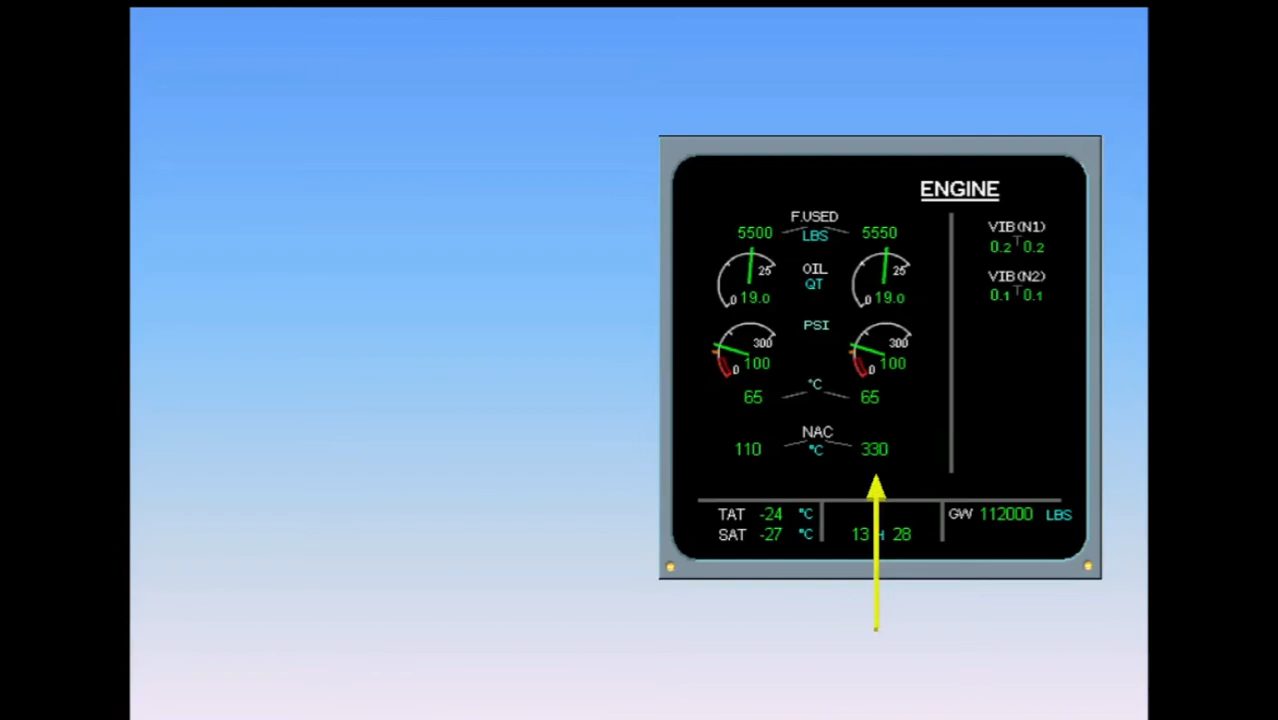 ENGINE
F.USED
5500 LBS 5550
VIB(N1)
0.2 0.2
OIL
QT
25
0
19.0
25
0
19.0
VIB(N2)
0.1 0.1
PSI
300
0
100
300
0
100
°C
65 65
NAC
110 °C 330
TAT -24 °C
SAT -27 °C
13 H 28
GW 112000 LBS